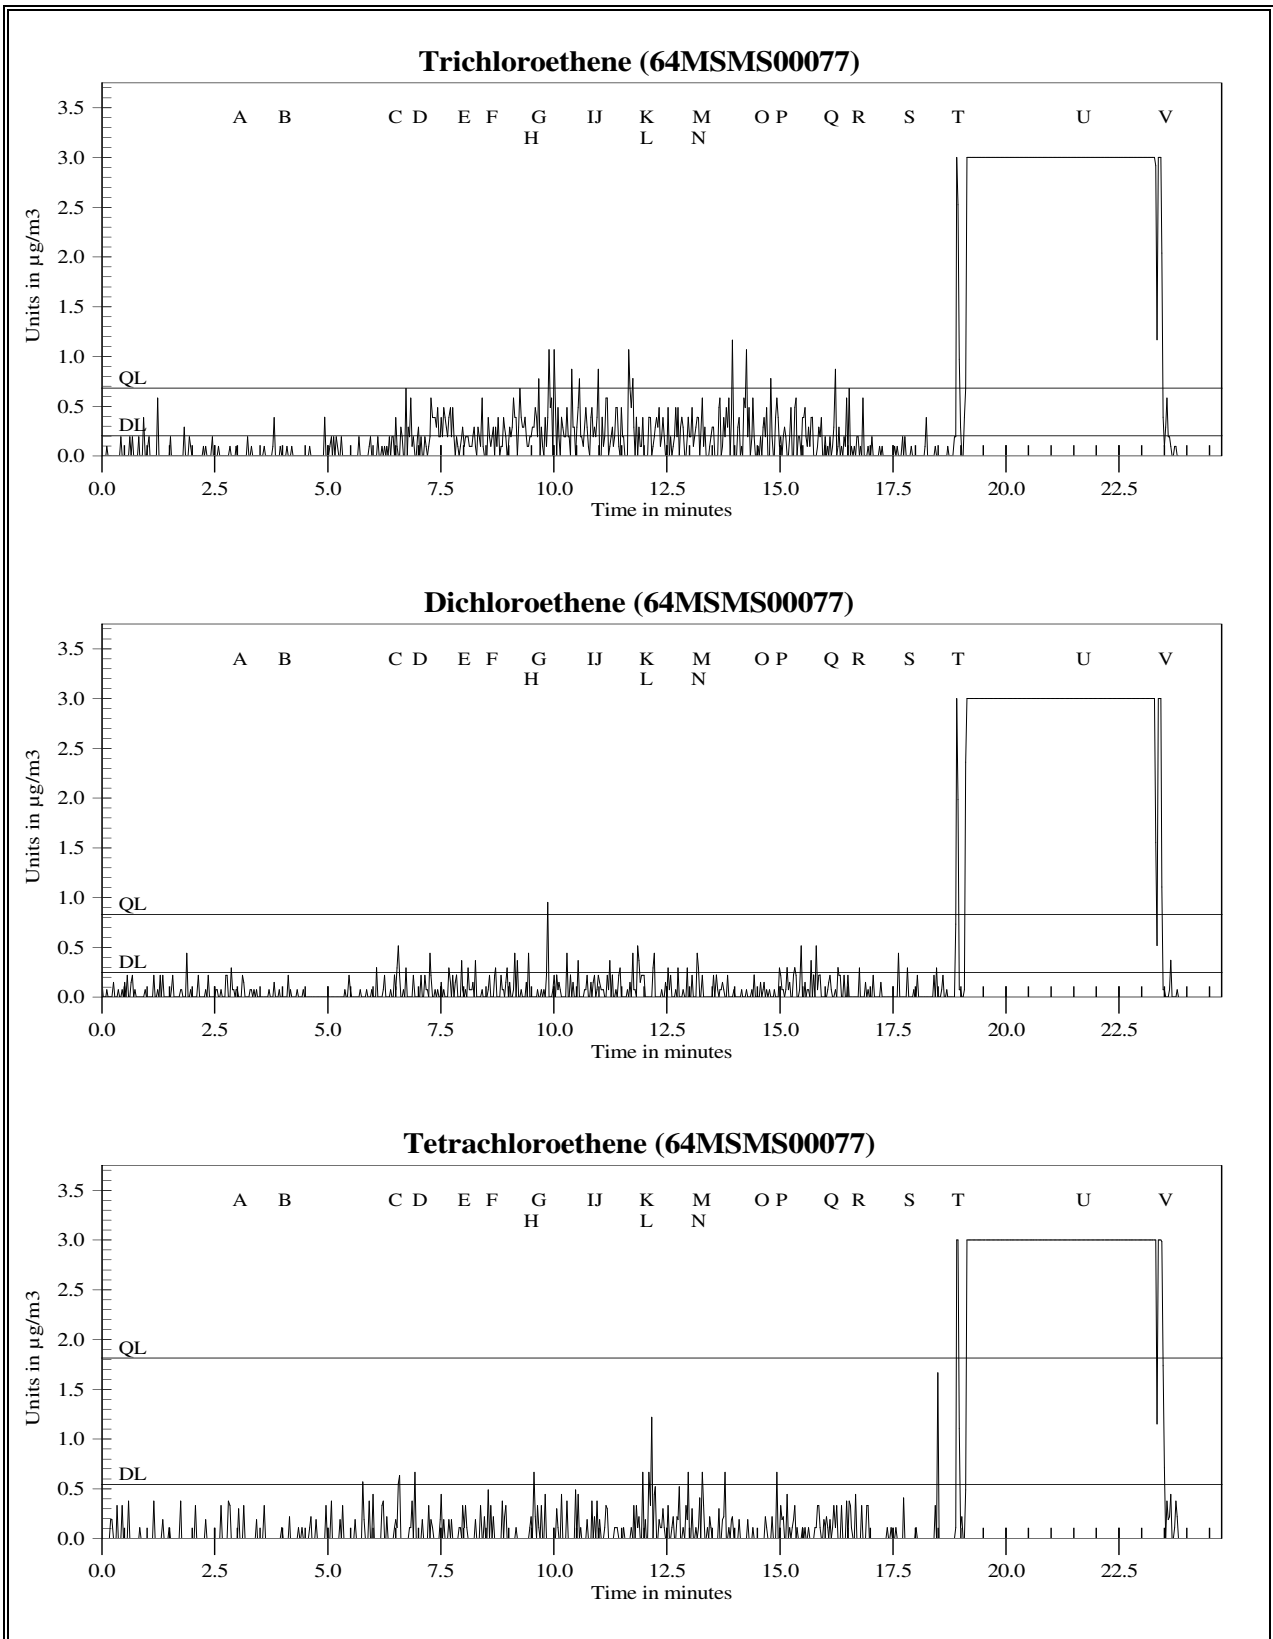 Trichloroethene (64MSMS00077)
3.5
A B C D E F G IJ K M O P Q R S T U V
H L N
3.0
2.5
2.0
1.5
1.0
QL
0.5
DL
0.0
Units in µg/m3
0.0 2.5 5.0 7.5 10.0 12.5 15.0 17.5 20.0 22.5
Time in minutes
Dichloroethene (64MSMS00077)
3.5
A B C D E F G IJ K M O P Q R S T U V
H L N
3.0
2.5
2.0
1.5
1.0
QL
0.5
DL
0.0
Units in µg/m3
0.0 2.5 5.0 7.5 10.0 12.5 15.0 17.5 20.0 22.5
Time in minutes
Tetrachloroethene (64MSMS00077)
3.5
A B C D E F G IJ K M O P Q R S T U V
H L N
3.0
2.5
2.0
QL
1.5
1.0
DL
0.5
0.0
Units in µg/m3
0.0 2.5 5.0 7.5 10.0 12.5 15.0 17.5 20.0 22.5
Time in minutes